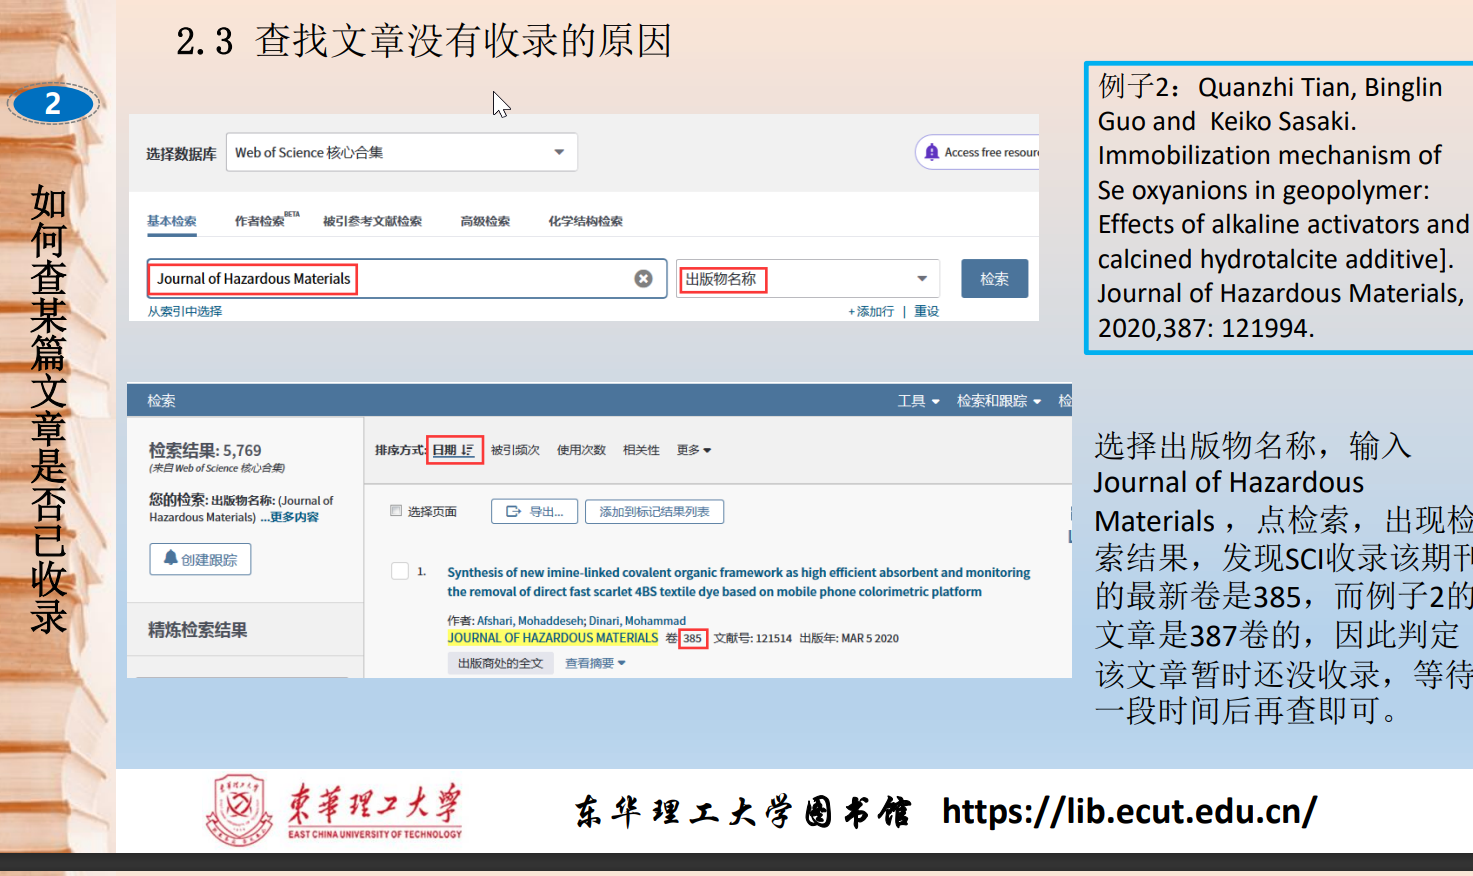 2.3 查找文章没有收录的原因
2
如何查某篇文章是否已收录
选择数据库 Web of Science 核心合集
Access free resour
基本检索 作者检索BETA 被引参考文献检索 高级检索 化学结构检索
Journal of Hazardous Materials 出版物名称 检索
从索引中选择 +添加行 | 重设
例子2：Quanzhi Tian, Binglin
Guo and Keiko Sasaki.
Immobilization mechanism of
Se oxyanions in geopolymer:
Effects of alkaline activators and
calcined hydrotalcite additive].
Journal of Hazardous Materials,
2020,387: 121994.
检索 工具 检索和跟踪 检
检索结果: 5,769
(来自 Web of Science 核心合集)
您的检索: 出版物名称: (Journal of
Hazardous Materials) ...更多内容
创建跟踪
精炼检索结果
排序方式: 日期 被引频次 使用次数 相关性 更多
选择页面 导出... 添加到标记结果列表
1. Synthesis of new imine-linked covalent organic framework as high efficient absorbent and monitoring
the removal of direct fast scarlet 4BS textile dye based on mobile phone colorimetric platform
作者: Afshari, Mohaddeseh; Dinari, Mohammad
JOURNAL OF HAZARDOUS MATERIALS 卷: 385 文献号: 121514 出版年: MAR 5 2020
出版商处的全文 查看摘要
选择出版物名称，输入
Journal of Hazardous
Materials ，点检索，出现检
索结果，发现SCI收录该期刊
的最新卷是385，而例子2的
文章是387卷的，因此判定
该文章暂时还没收录，等待
一段时间后再查即可。
東華理工大學
EAST CHINA UNIVERSITY OF TECHNOLOGY
东华理工大学图书馆 https://lib.ecut.edu.cn/